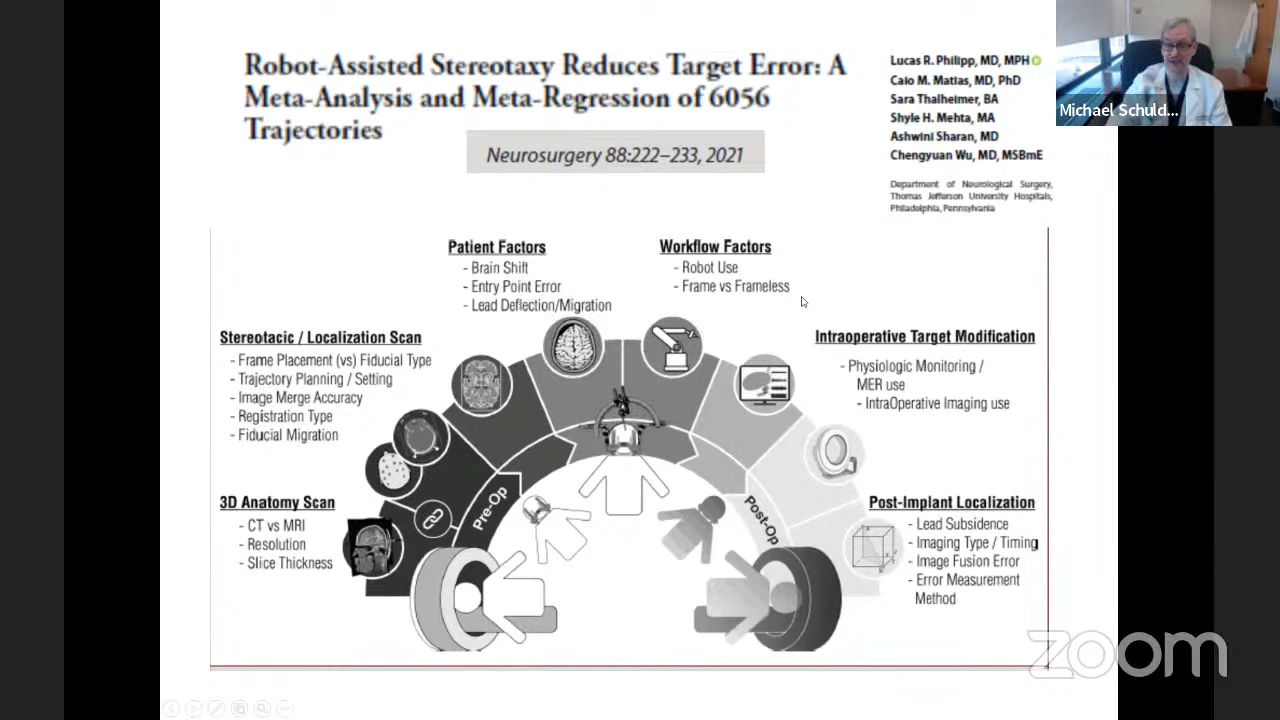 Robot-Assisted Stereotaxy Reduces Target Error: A
Meta-Analysis and Meta-Regression of 6056
Trajectories
Neurosurgery 88:222–233, 2021
Lucas R. Philipp, MD, MPH
Caio M. Matias, MD, PhD
Sara Thalheimer, BA
Shyle H. Mehta, MA
Ashwini Sharan, MD
Chengyuan Wu, MD, MSBmE
Department of Neurological Surgery,
Thomas Jefferson University Hospitals,
Philadelphia, Pennsylvania
Michael Schuld...
Patient Factors
- Brain Shift
- Entry Point Error
- Lead Deflection/Migration
Workflow Factors
- Robot Use
- Frame vs Frameless
Stereotacic / Localization Scan
- Frame Placement (vs) Fiducial Type
- Trajectory Planning / Setting
- Image Merge Accuracy
- Registration Type
- Fiducial Migration
Intraoperative Target Modification
- Physiologic Monitoring /
MER use
- IntraOperative Imaging use
3D Anatomy Scan
- CT vs MRI
- Resolution
- Slice Thickness
Pre-Op
Post-Op
Post-Implant Localization
- Lead Subsidence
- Imaging Type / Timing
- Image Fusion Error
- Error Measurement
Method
zoom